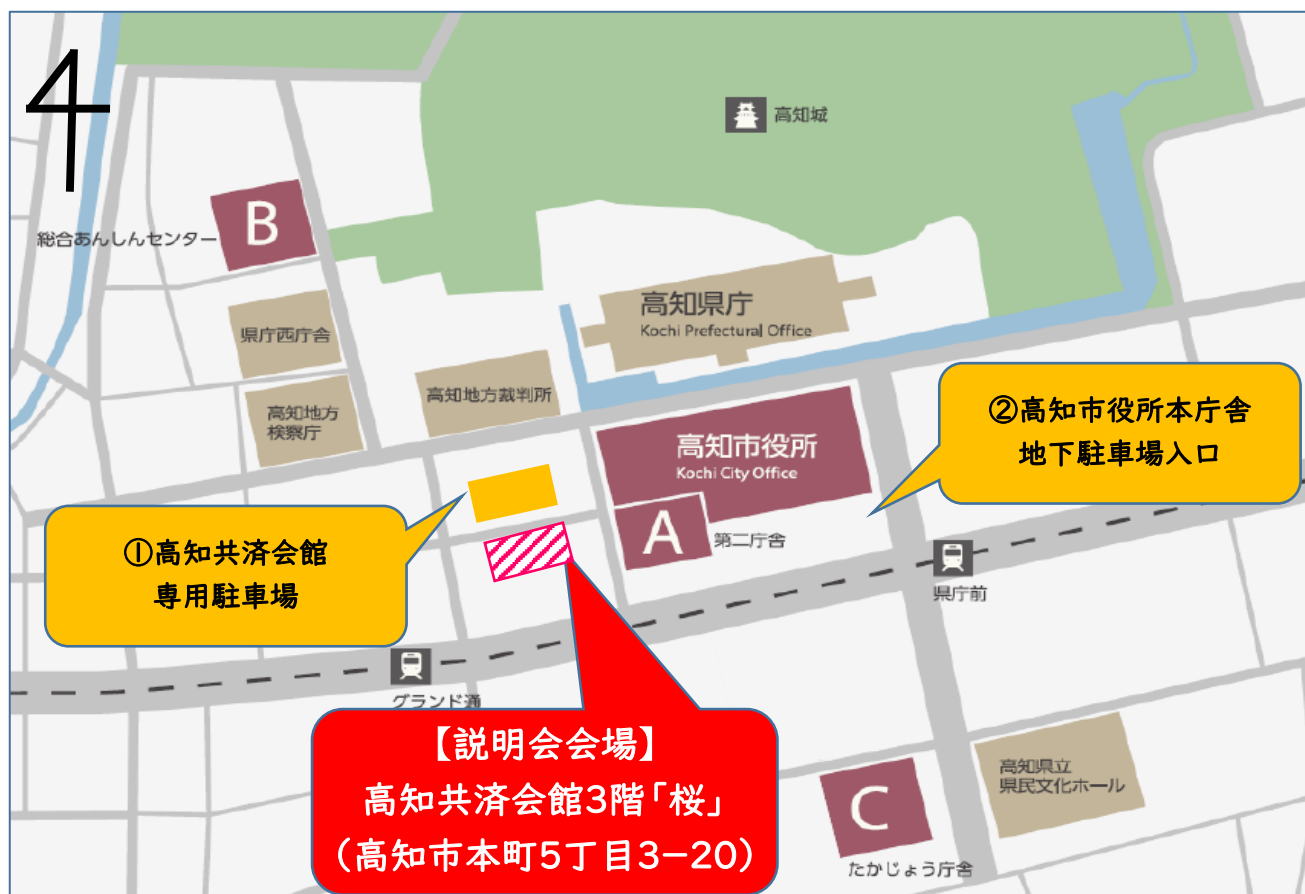 高知城
B
総合あんしんセンター
高知県庁
Kochi Prefectural Office
県庁西庁舎
高知地方裁判所
高知地方
検察庁
②高知市役所本庁舎
地下駐車場入口
高知市役所
Kochi City Office
A
第二庁舎
①高知共済会館
専用駐車場
県庁前
グランド通
【説明会会場】
高知共済会館3階「桜」
(高知市本町5丁目3−20)
高知県立
県民文化ホール
C
たかじょう庁舎